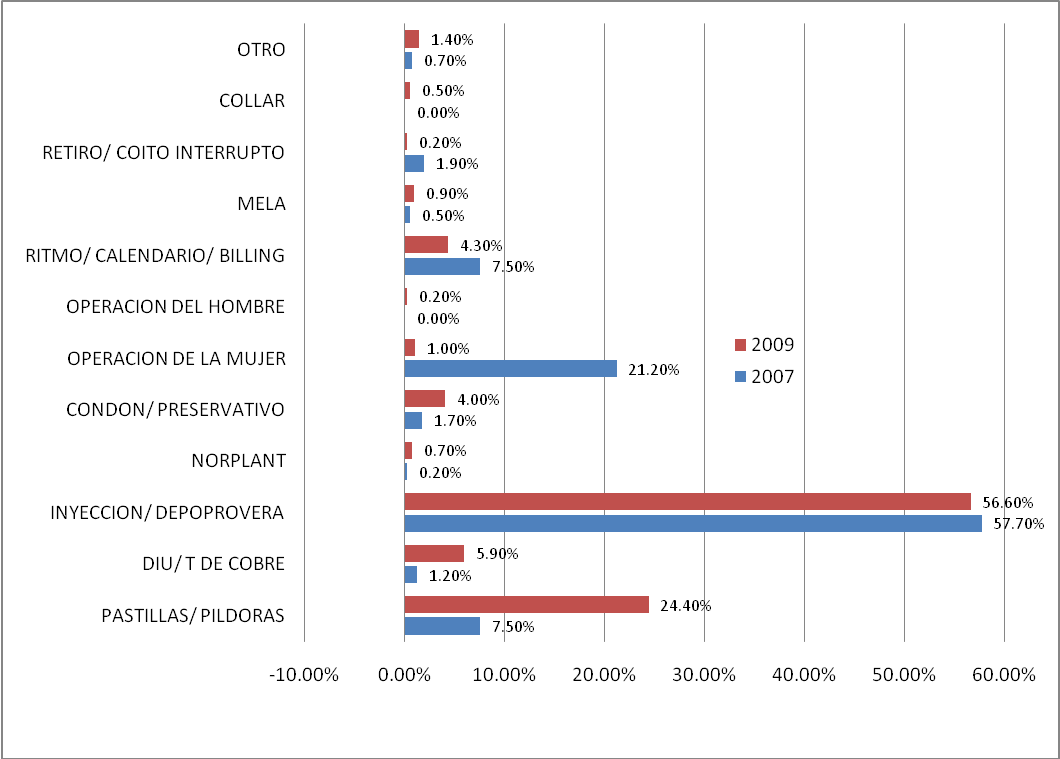 OTRO
1.40%
0.70%
COLLAR
0.50%
0.00%
RETIRO/ COITO INTERRUPTO
0.20%
1.90%
MELA
0.90%
0.50%
RITMO/ CALENDARIO/ BILLING
4.30%
7.50%
OPERACION DEL HOMBRE
0.20%
0.00%
OPERACION DE LA MUJER
1.00%
21.20%
CONDON/ PRESERVATIVO
4.00%
1.70%
NORPLANT
0.70%
0.20%
INYECCION/ DEPOPROVERA
56.60%
57.70%
DIU/ T DE COBRE
5.90%
1.20%
PASTILLAS/ PILDORAS
24.40%
7.50%
2009
2007
-10.00% 0.00% 10.00% 20.00% 30.00% 40.00% 50.00% 60.00%